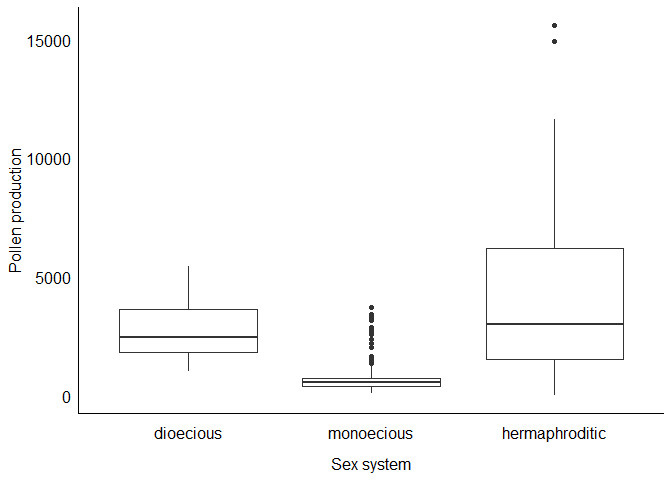 15000
10000
5000
0
Pollen production
dioecious
monoecious
hermaphroditic
Sex system